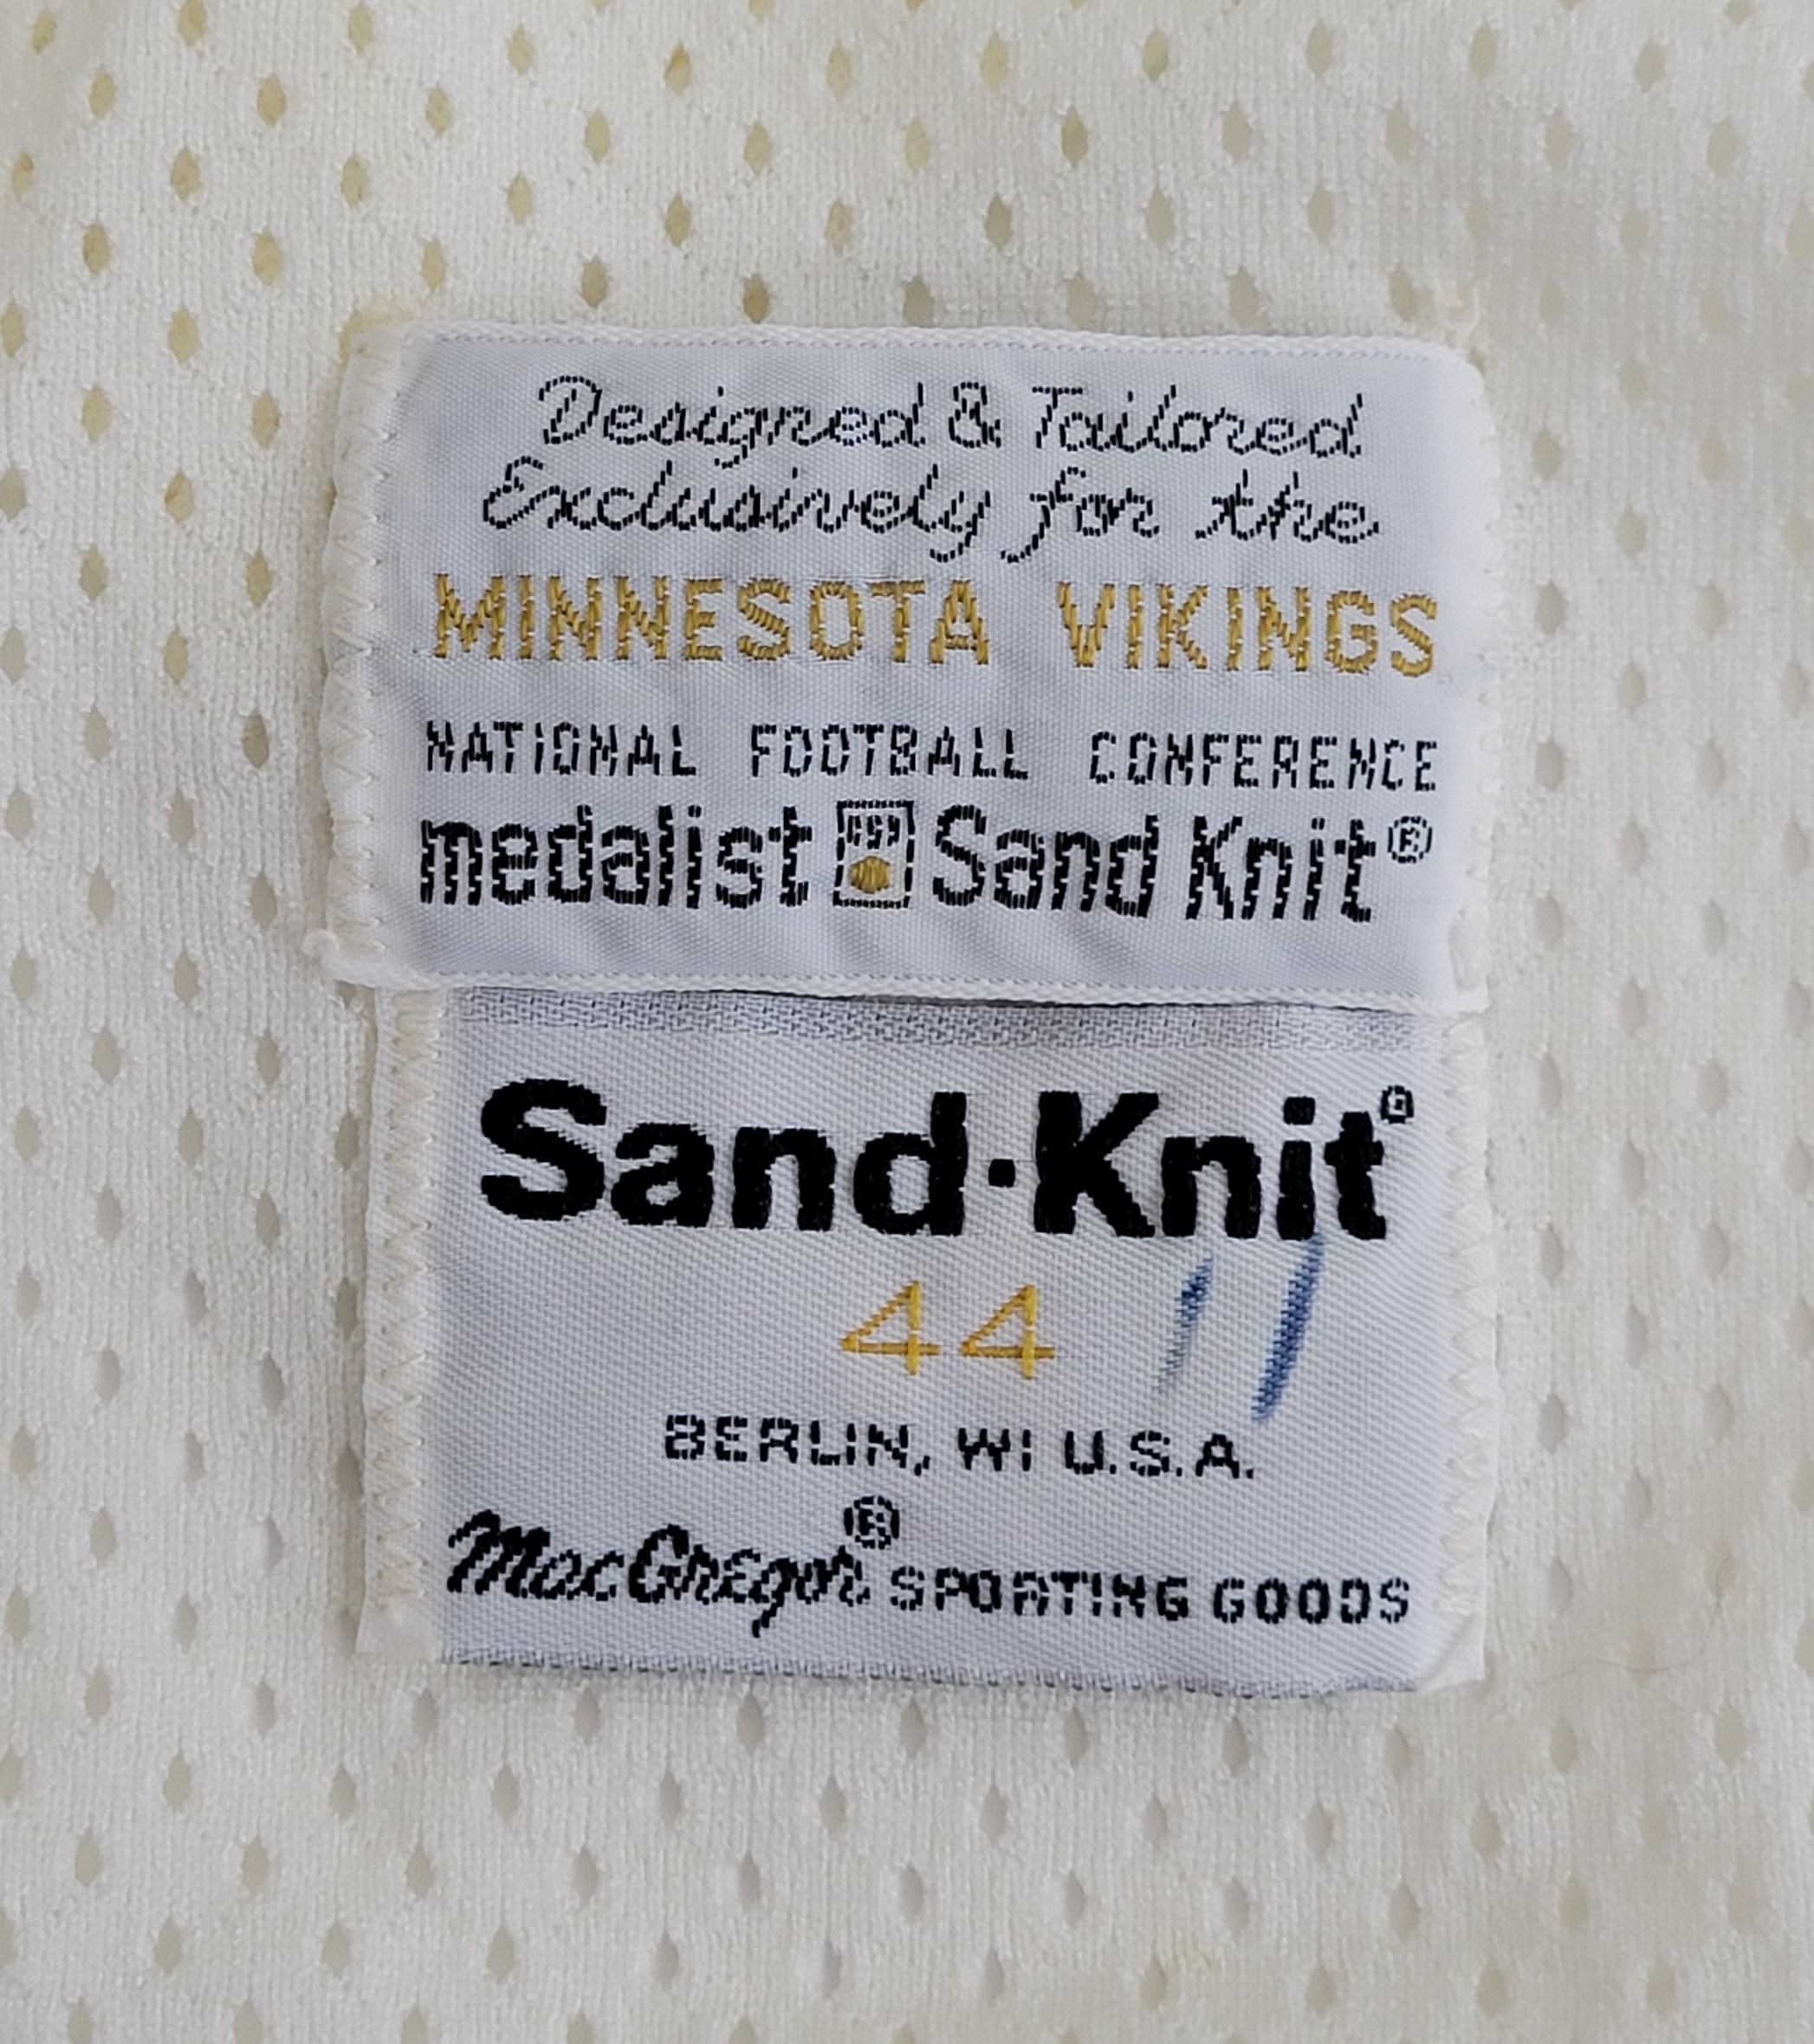 Designed & Tailored
Exclusively for the
MINNESOTA VIKINGS
NATIONAL FOOTBALL CONFERENCE
medalist Sand Knit®
Sand·Knit®
44 11
BERLIN, WI U.S.A.
MacGregor® SPORTING GOODS